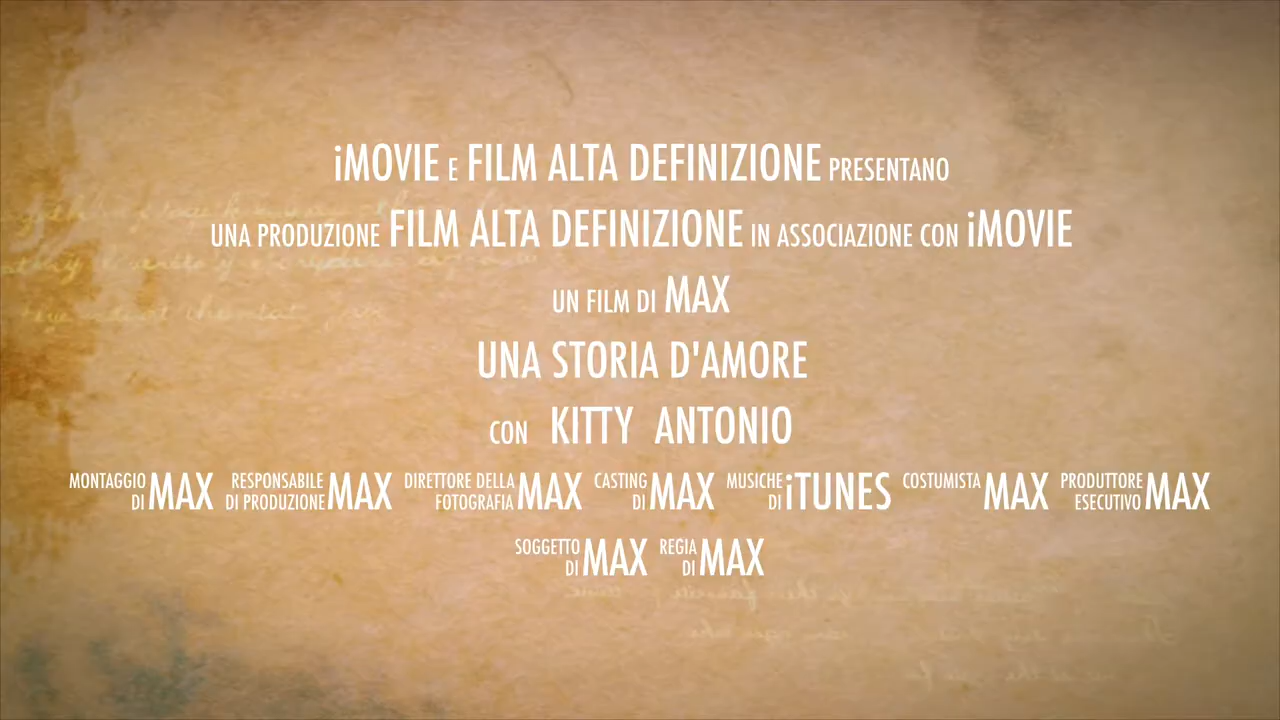 iMOVIE E FILM ALTA DEFINIZIONE PRESENTANO
UNA PRODUZIONE FILM ALTA DEFINIZIONE IN ASSOCIAZIONE CON iMOVIE
UN FILM DI MAX
UNA STORIA D'AMORE
CON KITTY ANTONIO
MONTAGGIO DI MAX RESPONSABILE DI PRODUZIONE MAX DIRETTORE DELLA FOTOGRAFIA MAX CASTING DI MAX MUSICHE DI iTUNES COSTUMISTA MAX PRODUTTORE ESECUTIVO MAX
SOGGETTO DI MAX REGIA DI MAX